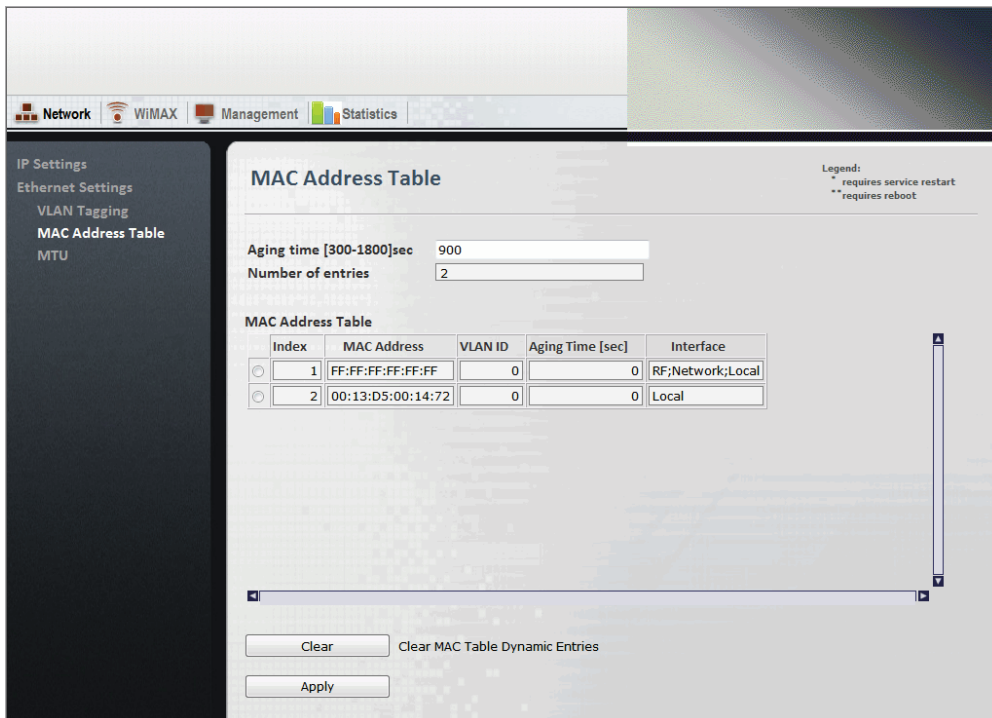 Network WiMAX Management Statistics
IP Settings
Ethernet Settings
VLAN Tagging
MAC Address Table
MTU
MAC Address Table
Legend:
* requires service restart
** requires reboot
Aging time [300-1800]sec 900
Number of entries 2
MAC Address Table
Index MAC Address VLAN ID Aging Time [sec] Interface
1 FF:FF:FF:FF:FF:FF 0 0 RF;Network;Local
2 00:13:D5:00:14:72 0 0 Local
Clear Clear MAC Table Dynamic Entries
Apply